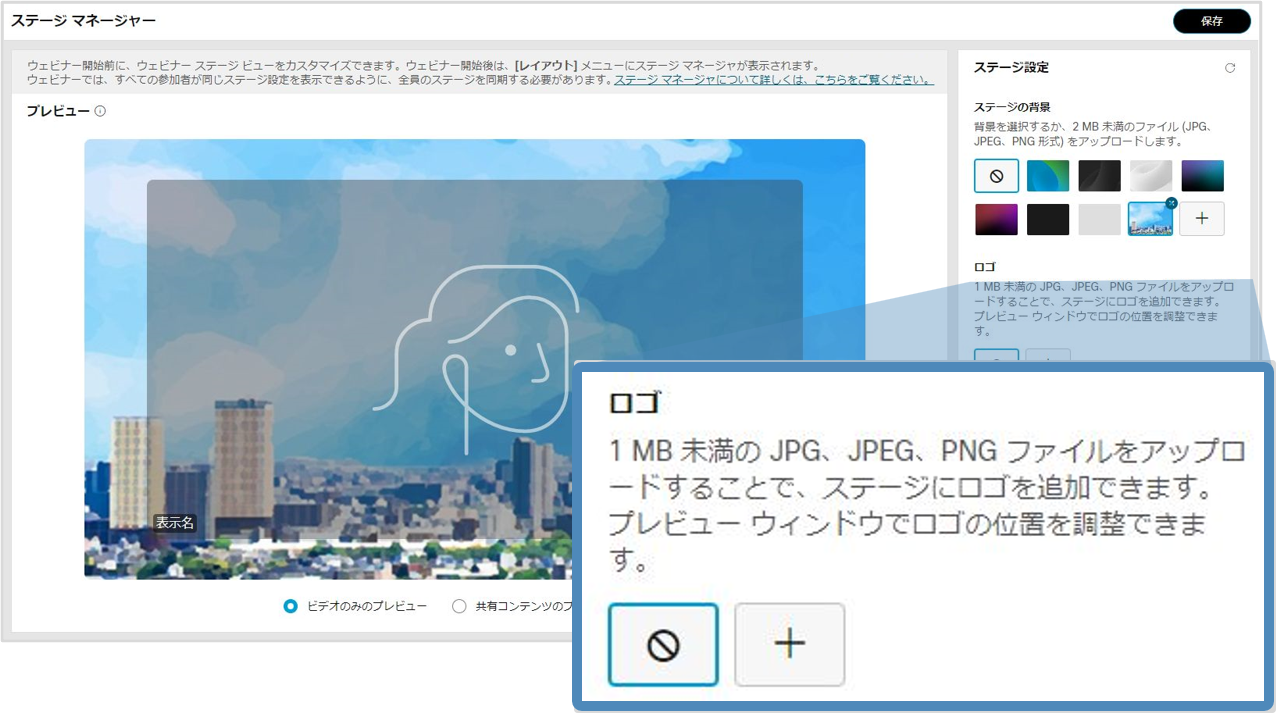 ステージ マネージャー
保存
ウェビナー開始前に、ウェビナー ステージ ビューをカスタマイズできます。ウェビナー開始後は、[レイアウト] メニューにステージ マネージャが表示されます。
ウェビナーでは、すべての参加者が同じステージ設定を表示できるように、全員のステージを同期する必要があります。ステージ マネージャについて詳しくは、こちらをご覧ください。
プレビュー
表示名
ビデオのみのプレビュー
共有コンテンツのプ
ステージ設定
ステージの背景
背景を選択するか、2 MB 未満のファイル (JPG、
JPEG、PNG 形式) をアップロードします。
ロゴ
1 MB 未満の JPG、JPEG、PNG ファイルをアップロ
ードすることで、ステージにロゴを追加できます。
プレビュー ウィンドウでロゴの位置を調整できま
す。
ロゴ
1 MB 未満の JPG、JPEG、PNG ファイルをアップロ
ードすることで、ステージにロゴを追加できます。
プレビュー ウィンドウでロゴの位置を調整できま
す。